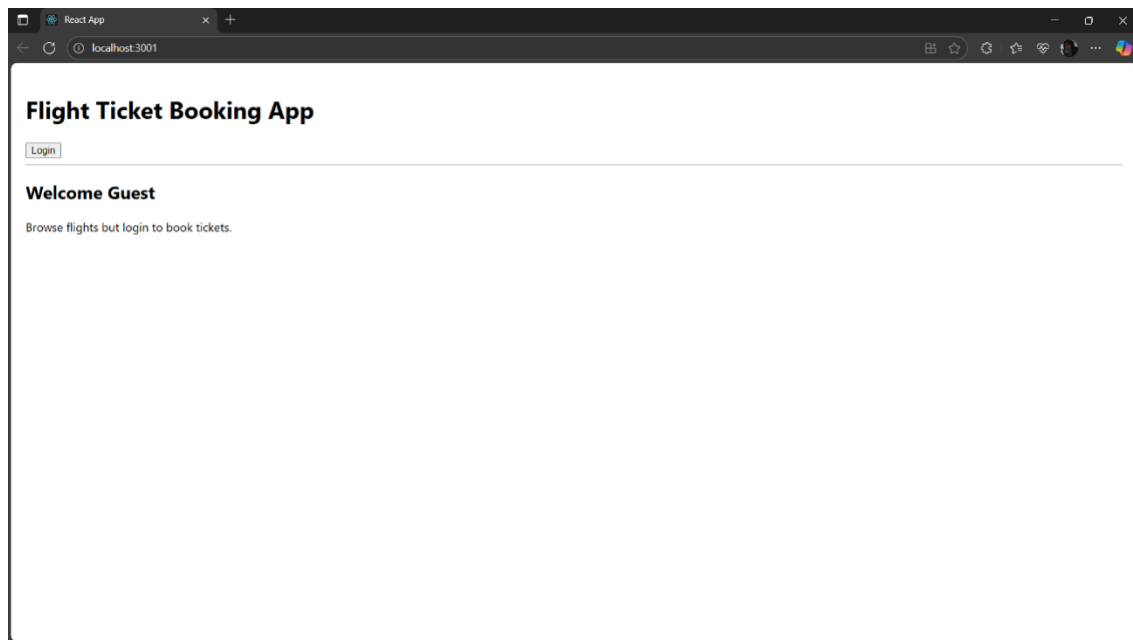 React App
localhost:3001
Flight Ticket Booking App
Login
Welcome Guest
Browse flights but login to book tickets.